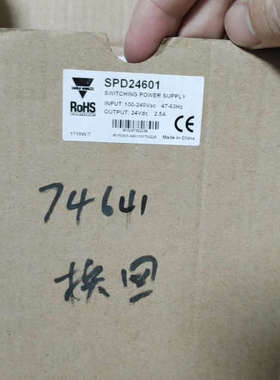 SPD24601
SWITCHING POWER SUPPLY
RoHS
INPUT: 100-240Vac 47-63Hz
OUTPUT: 24Vdc 2.5A
CE
Made in China
74641
换回